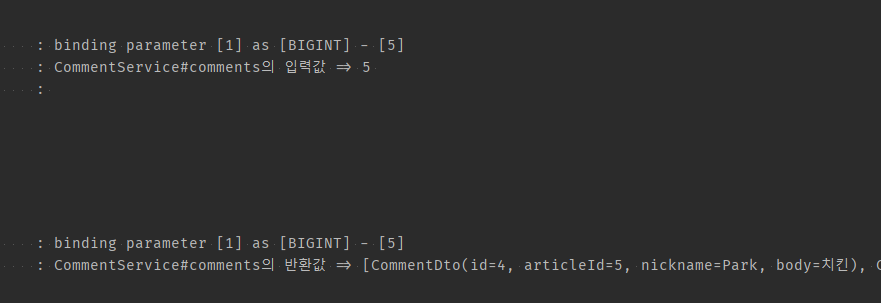 : binding parameter [1] as [BIGINT] - [5]
: CommentService#comments의 입력값 => 5
:
: binding parameter [1] as [BIGINT] - [5]
: CommentService#comments의 반환값 => [CommentDto(id=4, articleId=5, nickname=Park, body=치킨),